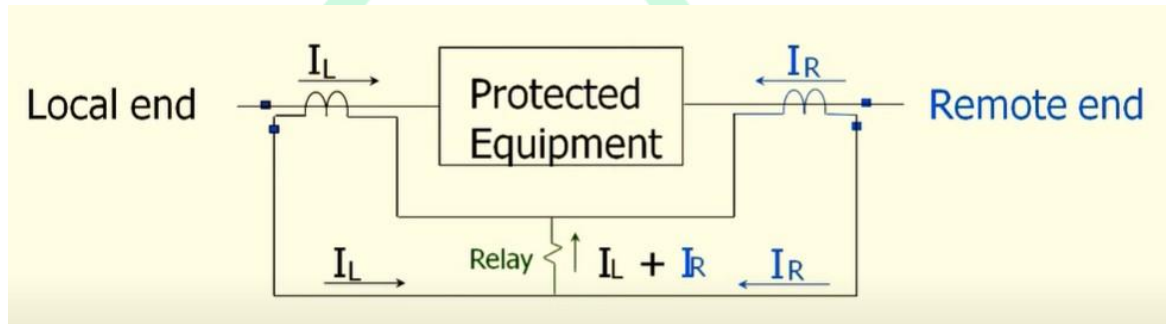 IL
IR
Local end
Protected
Equipment
Remote end
IL
Relay
IL + IR
IR